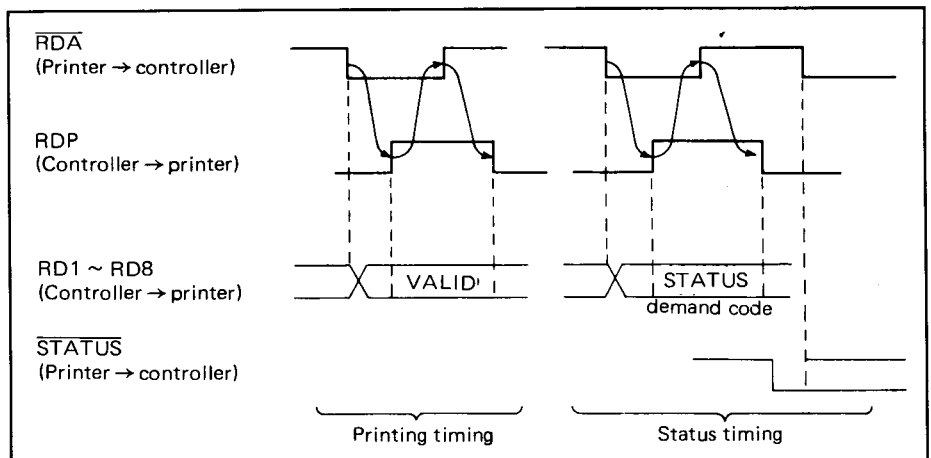 RDA
(Printer → controller)
RDP
(Controller → printer)
RD1 ~ RD8
(Controller → printer)
VALID
STATUS
demand code
STATUS
(Printer → controller)
Printing timing
Status timing